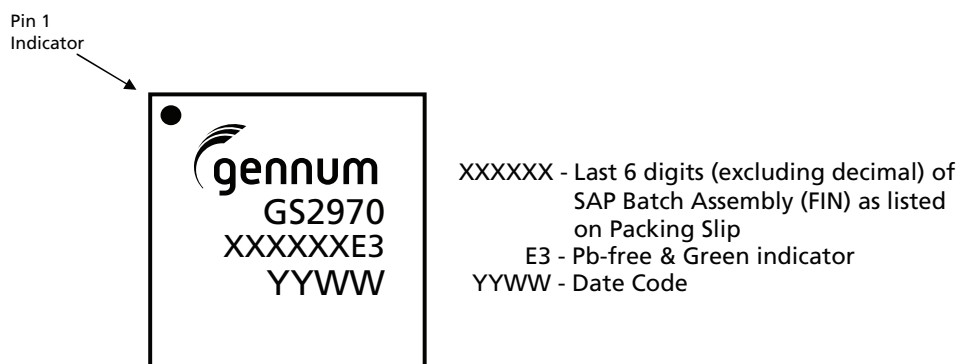 Pin 1
Indicator
gennum
GS2970
XXXXXXE3
YYWW
XXXXXX - Last 6 digits (excluding decimal) of
SAP Batch Assembly (FIN) as listed
on Packing Slip
E3 - Pb-free & Green indicator
YYWW - Date Code